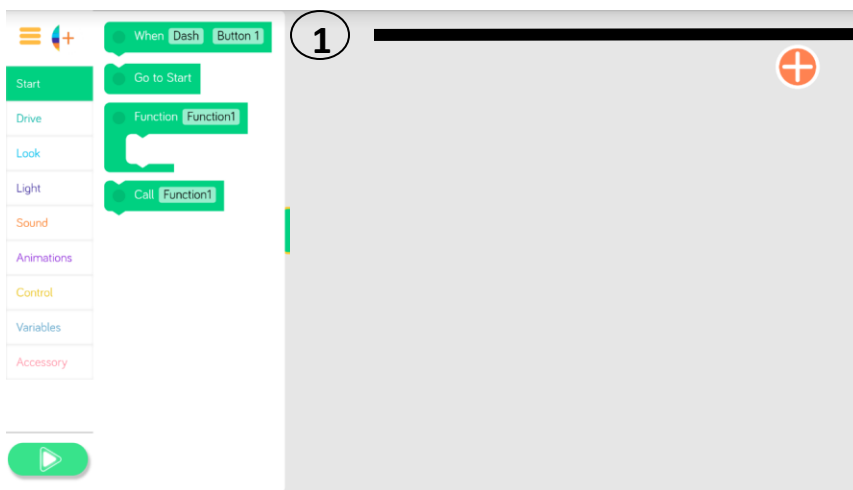 When Dash Button 1
1
Start
Go to Start
Drive
Function Function1
Look
Light
Call Function1
Sound
Animations
Control
Variables
Accessory